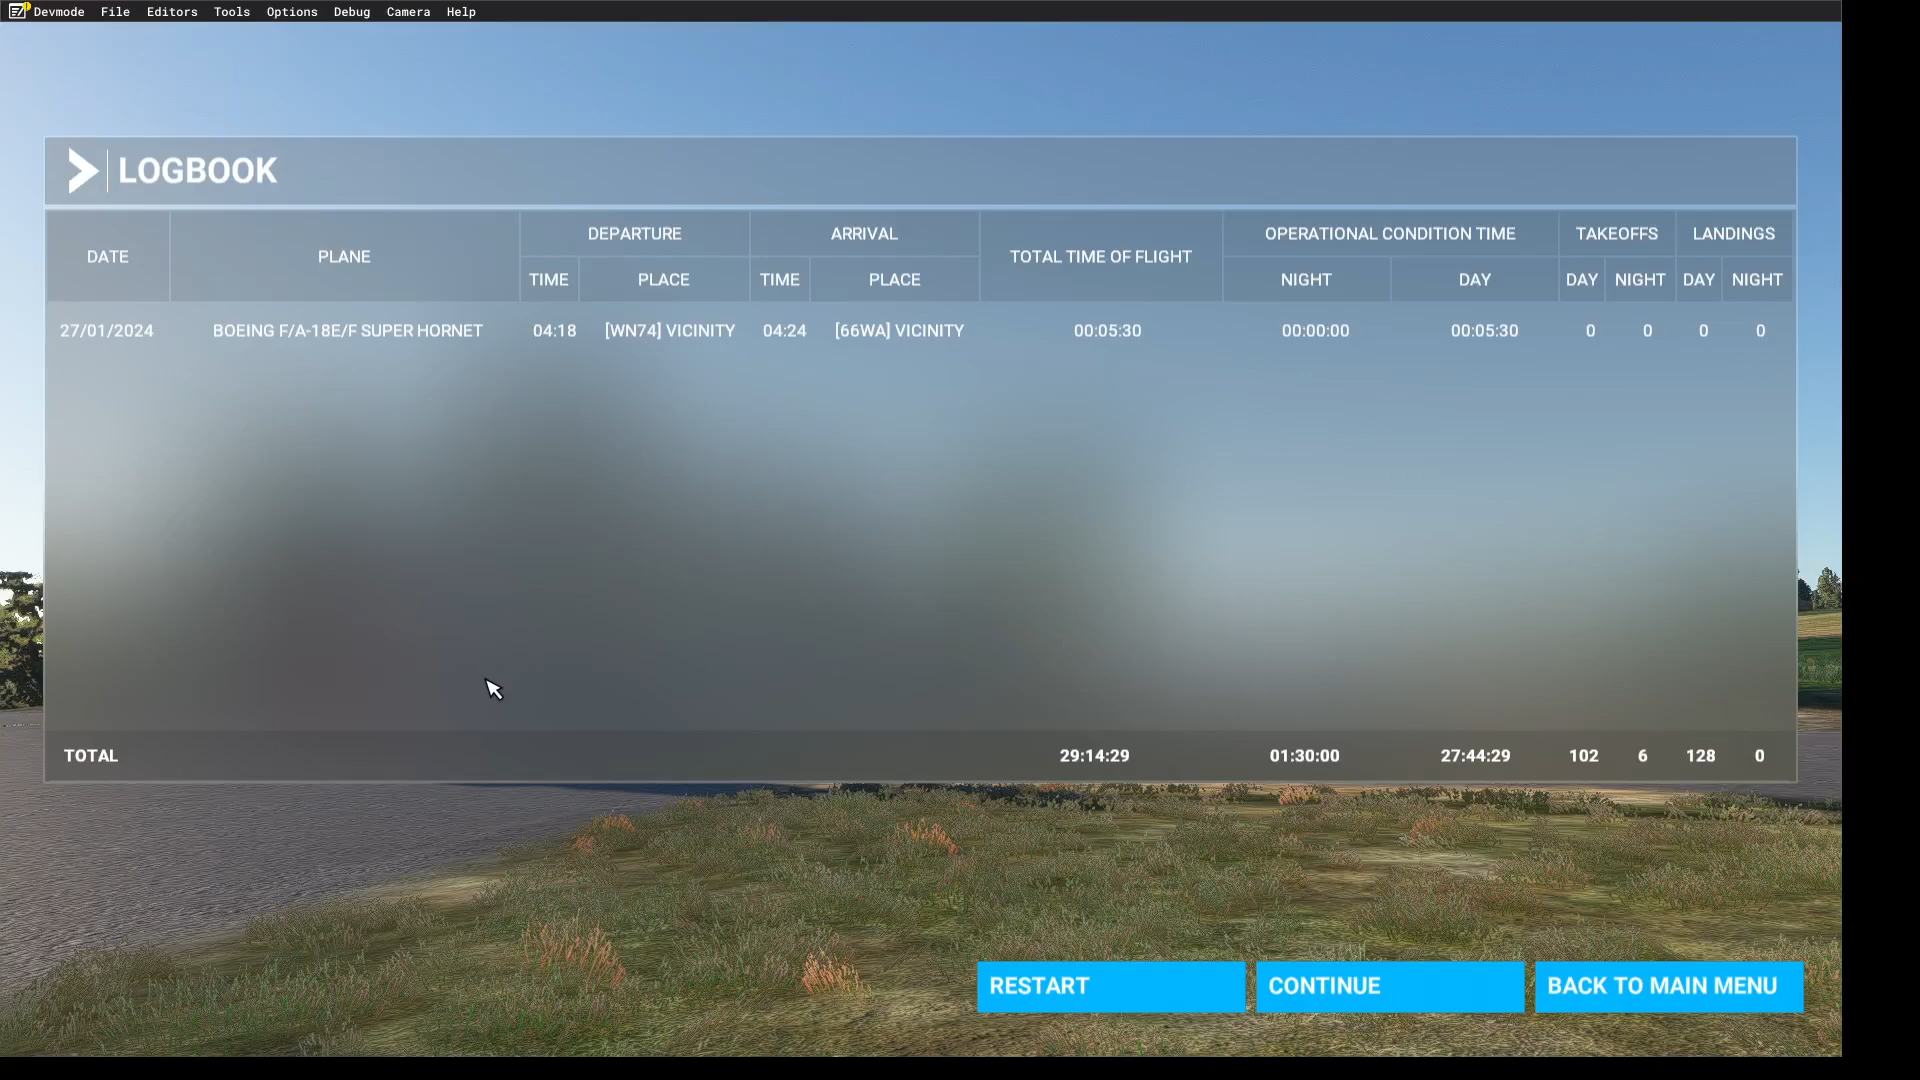 Devmode File Editors Tools Options Debug Camera Help
LOGBOOK
DATE PLANE DEPARTURE ARRIVAL TOTAL TIME OF FLIGHT OPERATIONAL CONDITION TIME TAKEOFFS LANDINGS
TIME PLACE TIME PLACE NIGHT DAY DAY NIGHT DAY NIGHT
27/01/2024 BOEING F/A-18E/F SUPER HORNET 04:18 [WN74] VICINITY 04:24 [66WA] VICINITY 00:05:30 00:00:00 00:05:30 0 0 0 0
TOTAL 29:14:29 01:30:00 27:44:29 102 6 128 0
RESTART CONTINUE BACK TO MAIN MENU